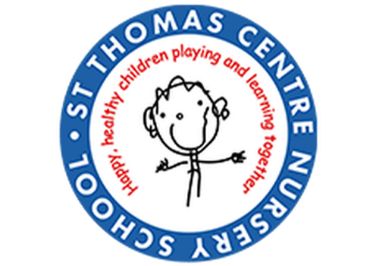 ST THOMAS CENTRE NURSERY SCHOOL •
Happy, healthy children playing and learning together